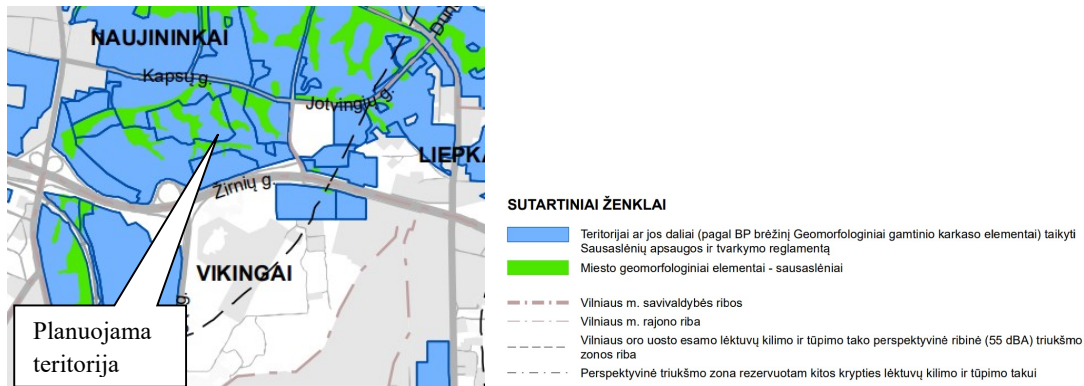 NAUJININKAI
Kapsų g.
Jotvingių g.
Žirnių g.
VIKINGAI
Planuojama
teritorija
SUTARTINIAI ŽENKLAI
Teritorijai ar jos daliai (pagal BP brėžinį Geomorfologiniai gamtinio karkaso elementai) taikyti
Sausaslėnių apsaugos ir tvarkymo reglamentą
Miesto geomorfologiniai elementai - sausaslėniai
Vilniaus m. savivaldybės ribos
Vilniaus m. rajono riba
Vilniaus oro uosto esamo lėktuvų kilimo ir tūpimo tako perspektyvinė ribinė (55 dBA) triukšmo
zonos riba
Perspektyvinė triukšmo zona rezervuotam kitos krypties lėktuvų kilimo ir tūpimo takui